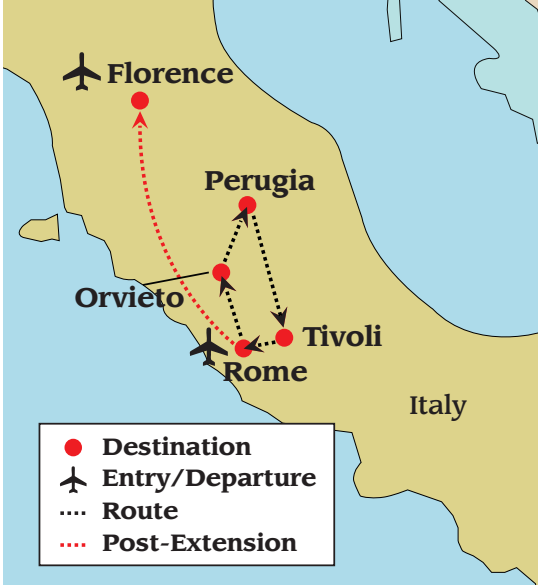 Florence
Perugia
Orvieto
Tivoli
Rome
Italy
Destination
Entry/Departure
Route
Post-Extension